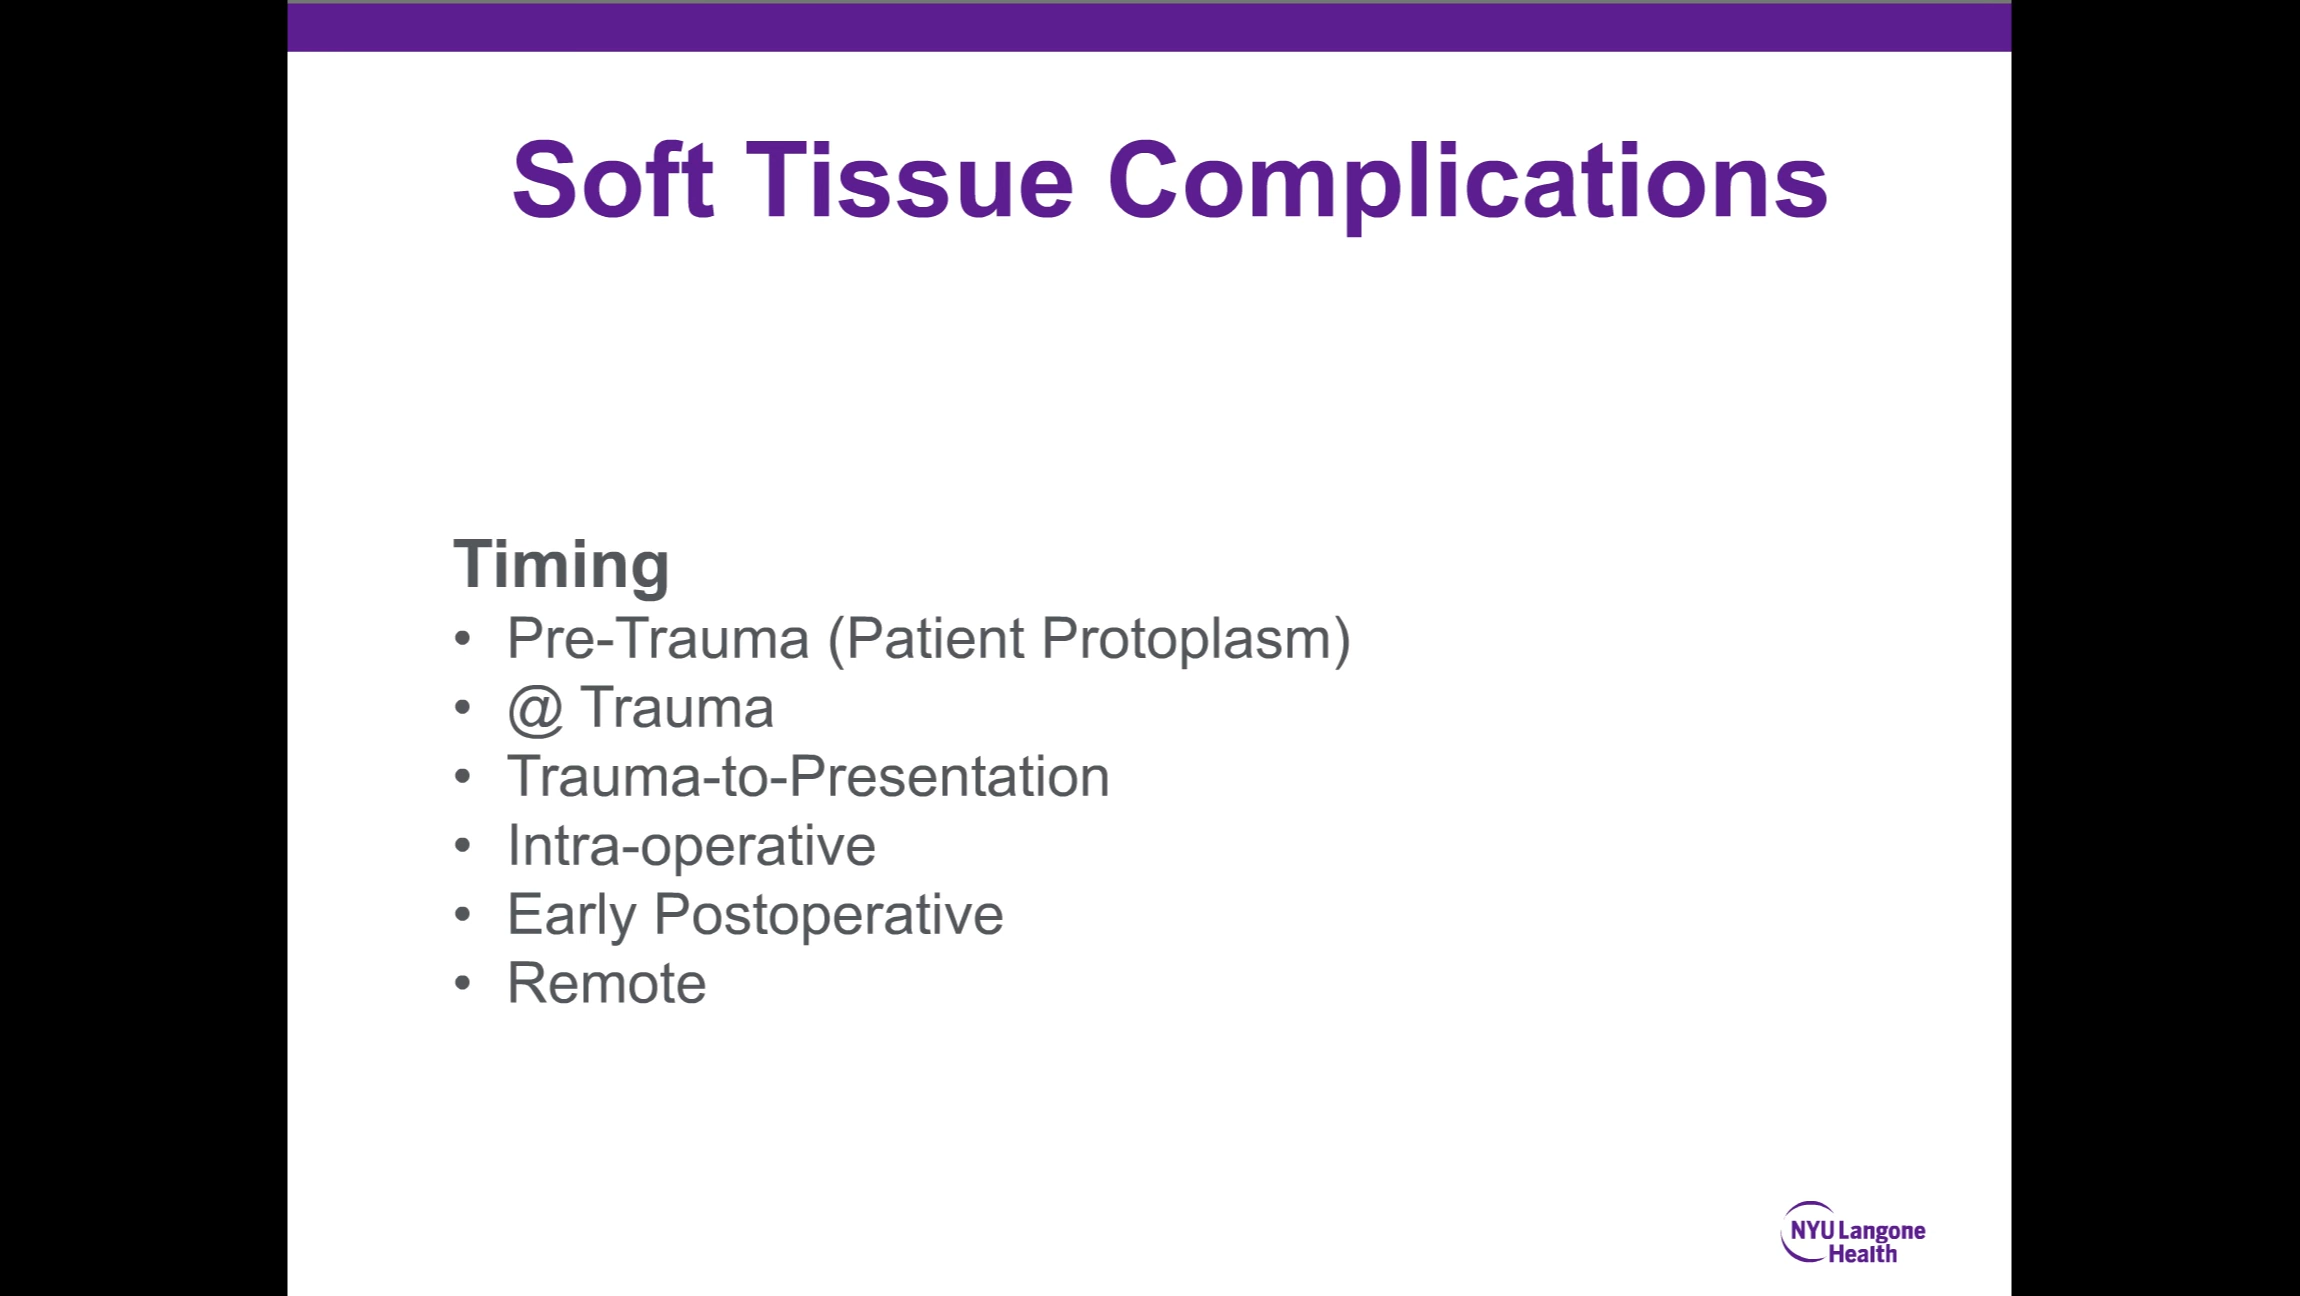 Soft Tissue Complications
Timing
• Pre-Trauma (Patient Protoplasm)
• @ Trauma
• Trauma-to-Presentation
• Intra-operative
• Early Postoperative
• Remote
NYU Langone
Health